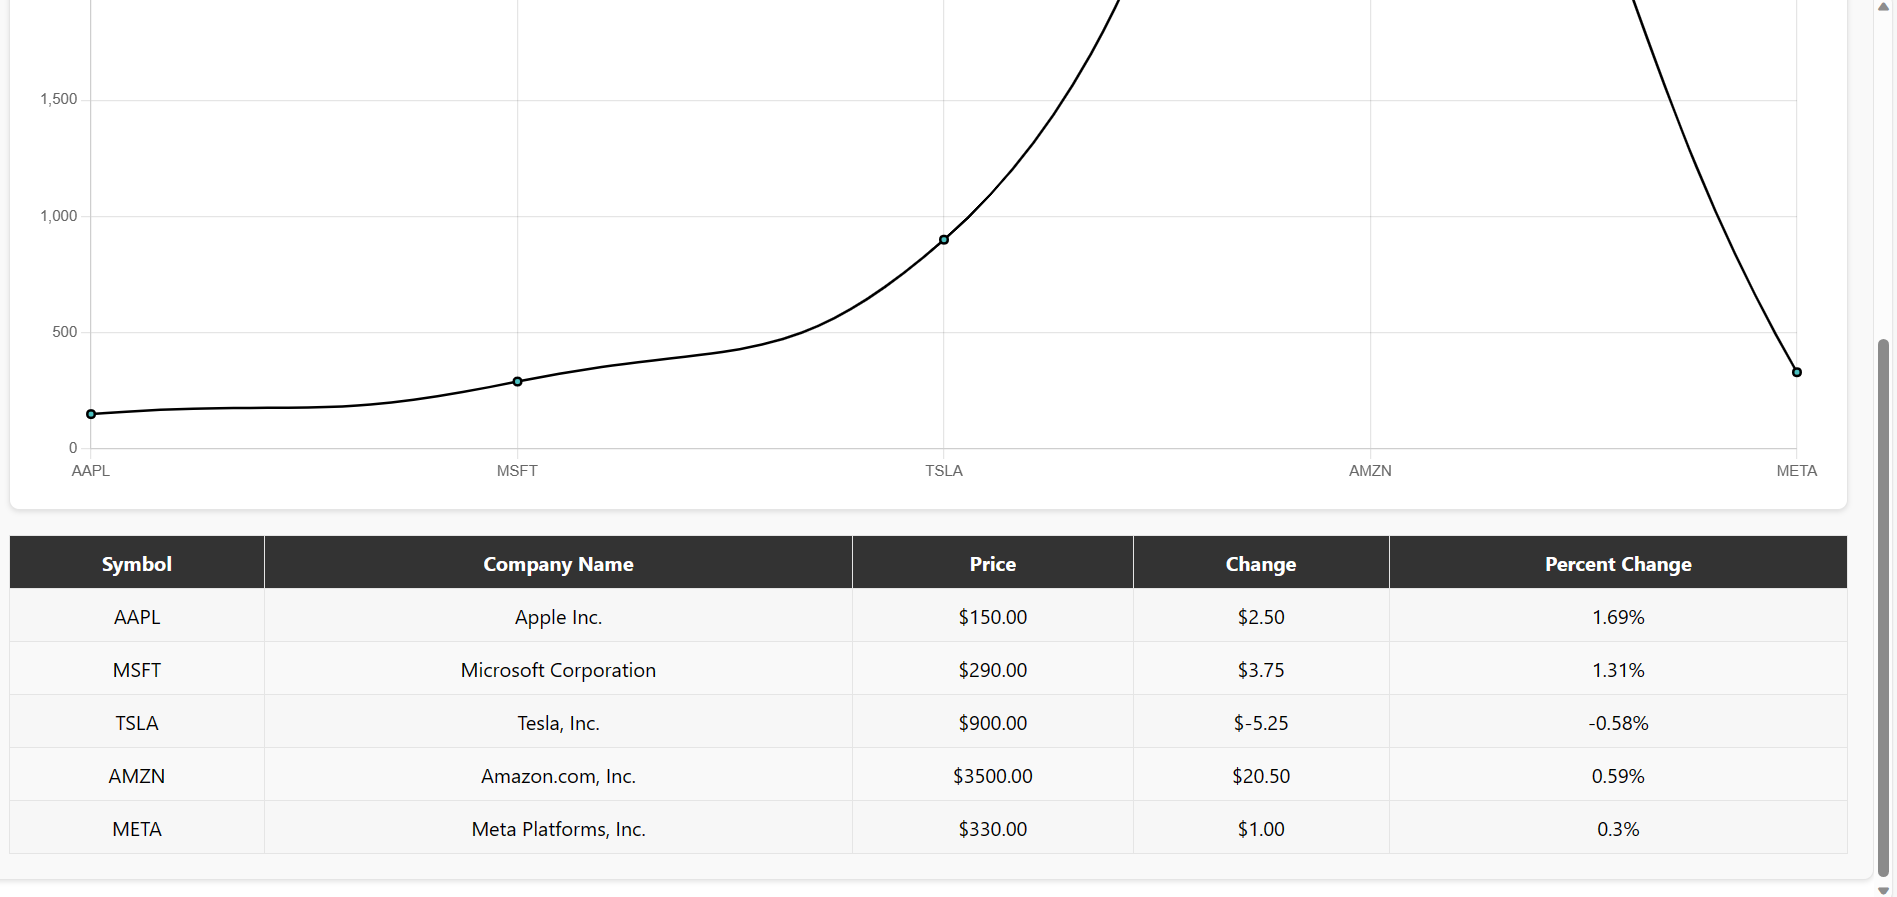 1,500
1,000
500
0
AAPL MSFT TSLA AMZN META
Symbol Company Name Price Change Percent Change
AAPL Apple Inc. $150.00 $2.50 1.69%
MSFT Microsoft Corporation $290.00 $3.75 1.31%
TSLA Tesla, Inc. $900.00 $-5.25 -0.58%
AMZN Amazon.com, Inc. $3500.00 $20.50 0.59%
META Meta Platforms, Inc. $330.00 $1.00 0.3%